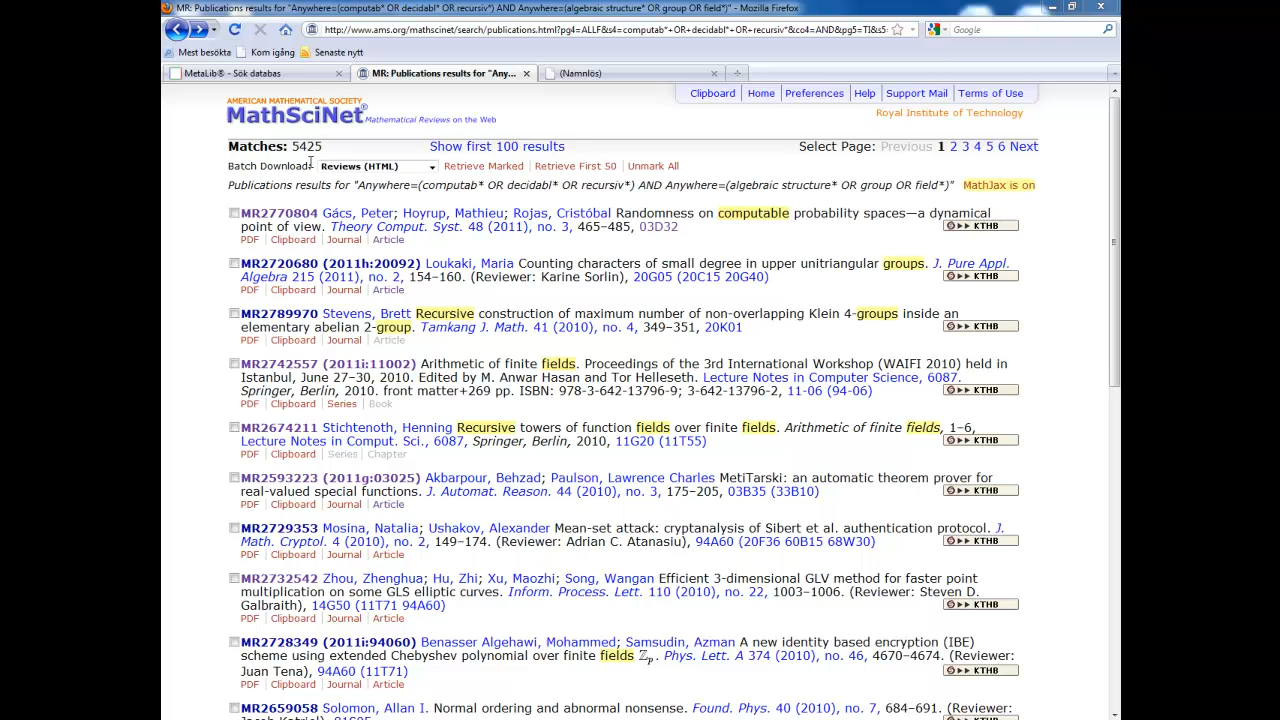 MR: Publications results for "Anywhere=(computab* OR decidabl* OR recursiv*) AND Anywhere=(algebraic structure* OR group OR field*)" - Mozilla Firefox
http://www.ams.org/mathscinet/search/publications.html?pg4=ALLF&s4=computab*+OR+decidabl*+OR+recursiv*&co4=AND&pg5=TI&s5= Google
Mest besökta Kom igång Senaste nytt
MetaLib® - Sök databas MR: Publications results for "Any... (Namnlös)
Clipboard Home Preferences Help Support Mail Terms of Use
AMERICAN MATHEMATICAL SOCIETY
MathSciNet® Mathematical Reviews on the Web
Royal Institute of Technology
Matches: 5425 Show first 100 results Select Page: Previous 1 2 3 4 5 6 Next
Batch Download: Reviews (HTML) Retrieve Marked Retrieve First 50 Unmark All
Publications results for "Anywhere=(computab* OR decidabl* OR recursiv*) AND Anywhere=(algebraic structure* OR group OR field*)" MathJax is on
MR2770804 Gács, Peter; Hoyrup, Mathieu; Rojas, Cristóbal Randomness on computable probability spaces—a dynamical
point of view. Theory Comput. Syst. 48 (2011), no. 3, 465–485, 03D32 KTHB
PDF Clipboard Journal Article
MR2720680 (2011h:20092) Loukaki, Maria Counting characters of small degree in upper unitriangular groups. J. Pure Appl.
Algebra 215 (2011), no. 2, 154–160. (Reviewer: Karine Sorlin), 20G05 (20C15 20G40) KTHB
PDF Clipboard Journal Article
MR2789970 Stevens, Brett Recursive construction of maximum number of non-overlapping Klein 4-groups inside an
elementary abelian 2-group. Tamkang J. Math. 41 (2010), no. 4, 349–351, 20K01 KTHB
PDF Clipboard Journal Article
MR2742557 (2011i:11002) Arithmetic of finite fields. Proceedings of the 3rd International Workshop (WAIFI 2010) held in
Istanbul, June 27–30, 2010. Edited by M. Anwar Hasan and Tor Helleseth. Lecture Notes in Computer Science, 6087.
Springer, Berlin, 2010. front matter+269 pp. ISBN: 978-3-642-13796-9; 3-642-13796-2, 11-06 (94-06) KTHB
PDF Clipboard Series Book
MR2674211 Stichtenoth, Henning Recursive towers of function fields over finite fields. Arithmetic of finite fields, 1–6,
Lecture Notes in Comput. Sci., 6087, Springer, Berlin, 2010, 11G20 (11T55) KTHB
PDF Clipboard Series Chapter
MR2593223 (2011g:03025) Akbarpour, Behzad; Paulson, Lawrence Charles MetiTarski: an automatic theorem prover for
real-valued special functions. J. Automat. Reason. 44 (2010), no. 3, 175–205, 03B35 (33B10) KTHB
PDF Clipboard Journal Article
MR2729353 Mosina, Natalia; Ushakov, Alexander Mean-set attack: cryptanalysis of Sibert et al. authentication protocol. J.
Math. Cryptol. 4 (2010), no. 2, 149–174. (Reviewer: Adrian C. Atanasiu), 94A60 (20F36 60B15 68W30) KTHB
PDF Clipboard Journal Article
MR2732542 Zhou, Zhenghua; Hu, Zhi; Xu, Maozhi; Song, Wangan Efficient 3-dimensional GLV method for faster point
multiplication on some GLS elliptic curves. Inform. Process. Lett. 110 (2010), no. 22, 1003–1006. (Reviewer: Steven D.
Galbraith), 14G50 (11T71 94A60) KTHB
PDF Clipboard Journal Article
MR2728349 (2011i:94060) Benasser Algehawi, Mohammed; Samsudin, Azman A new identity based encryption (IBE)
scheme using extended Chebyshev polynomial over finite fields ℤp. Phys. Lett. A 374 (2010), no. 46, 4670–4674. (Reviewer:
Juan Tena), 94A60 (11T71) KTHB
PDF Clipboard Journal Article
MR2659058 Solomon, Allan I. Normal ordering and abnormal nonsense. Found. Phys. 40 (2010), no. 7, 684–691. (Reviewer: